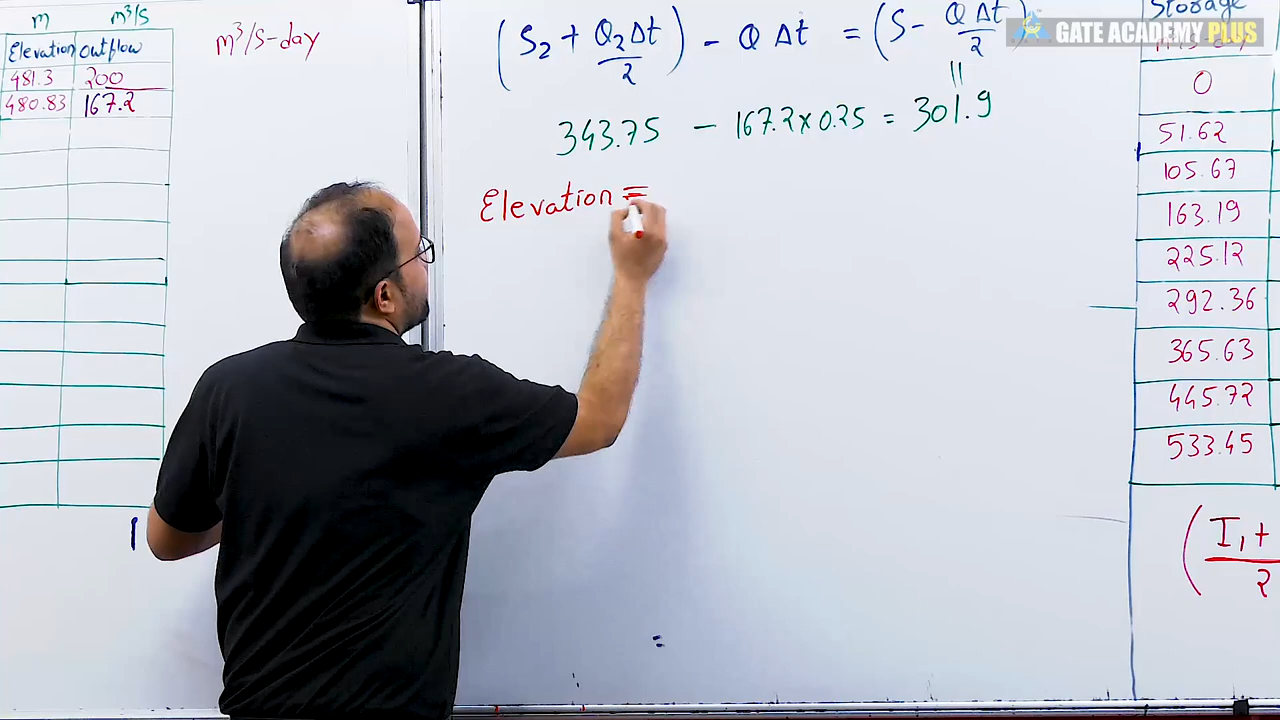 m m³/s
Elevation outflow
481.3 200
480.83 167.2
m³/s-day
(S₂ + Q₂Δt/2) - Q Δt = (S - QΔt/2)
||
343.75 - 167.2×0.25 = 301.9
Elevation =
GATE ACADEMY PLUS
Storage
0
51.62
105.67
163.19
225.12
292.36
365.63
445.72
533.45
(I₁ +
2
=